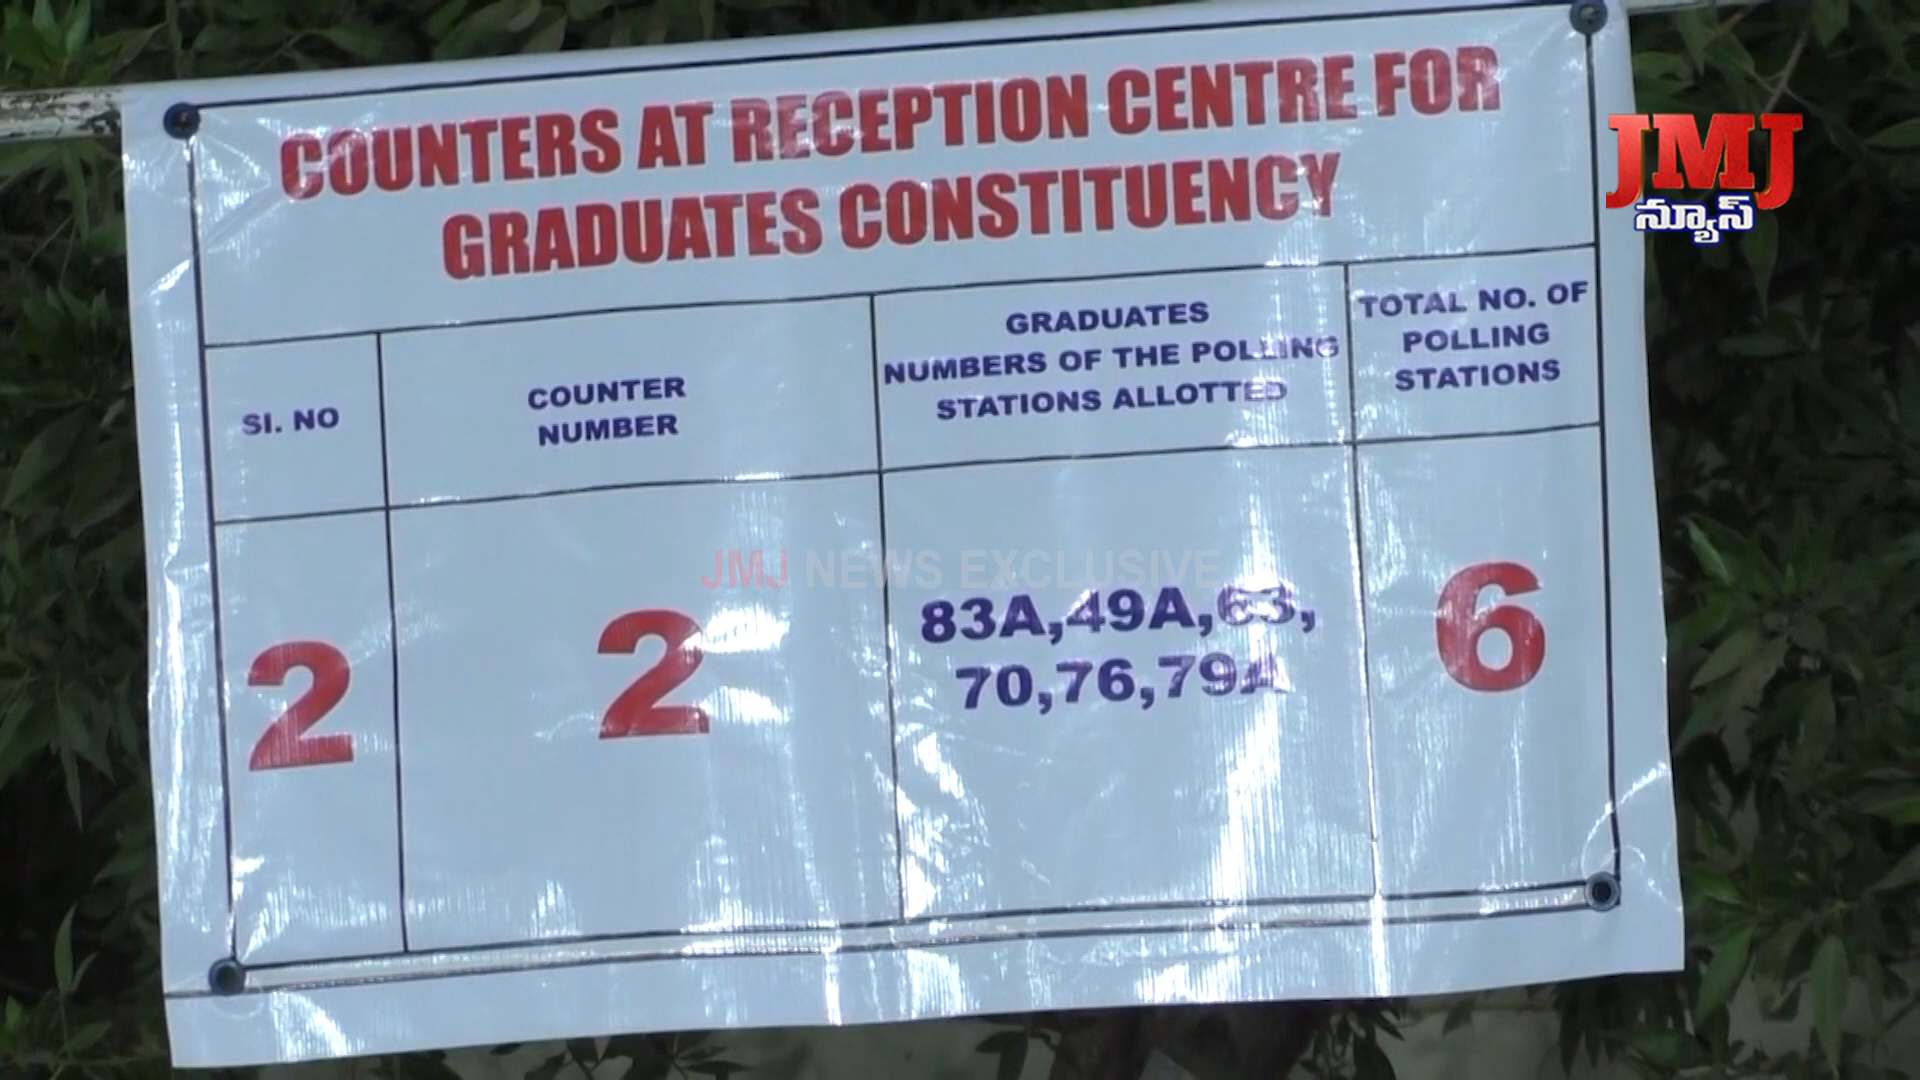 COUNTERS AT RECEPTION CENTRE FOR
GRADUATES CONSTITUENCY
SI. NO
COUNTER
NUMBER
GRADUATES
NUMBERS OF THE POLLING
STATIONS ALLOTTED
TOTAL NO. OF
POLLING
STATIONS
2
2
83A,49A,63,
70,76,79A
6
JMJ NEWS EXCLUSIVE
JMJ
న్యూస్